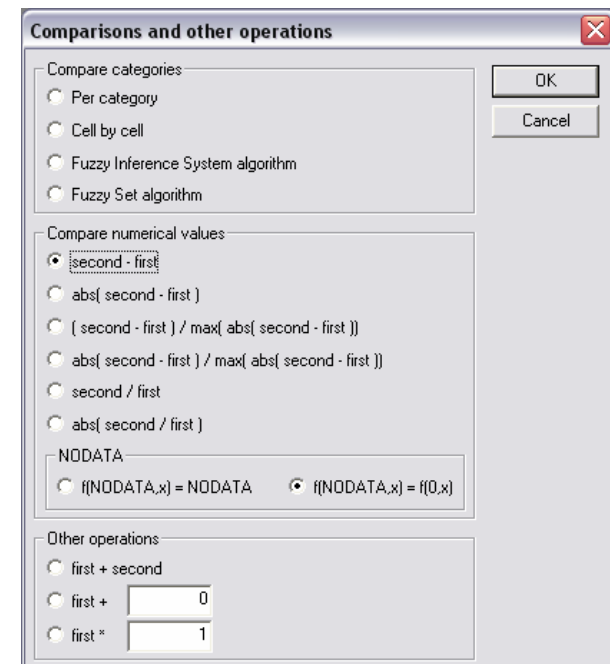 Comparisons and other operations
Compare categories
OK
Per category
Cancel
Cell by cell
Fuzzy Inference System algorithm
Fuzzy Set algorithm
Compare numerical values
second - first
abs( second - first )
( second - first ) / max( abs( second - first ))
abs( second - first ) / max( abs( second - first ))
second / first
abs( second / first )
NODATA
f(NODATA,x) = NODATA f(NODATA,x) = f(0,x)
Other operations
first + second
first + 0
first * 1